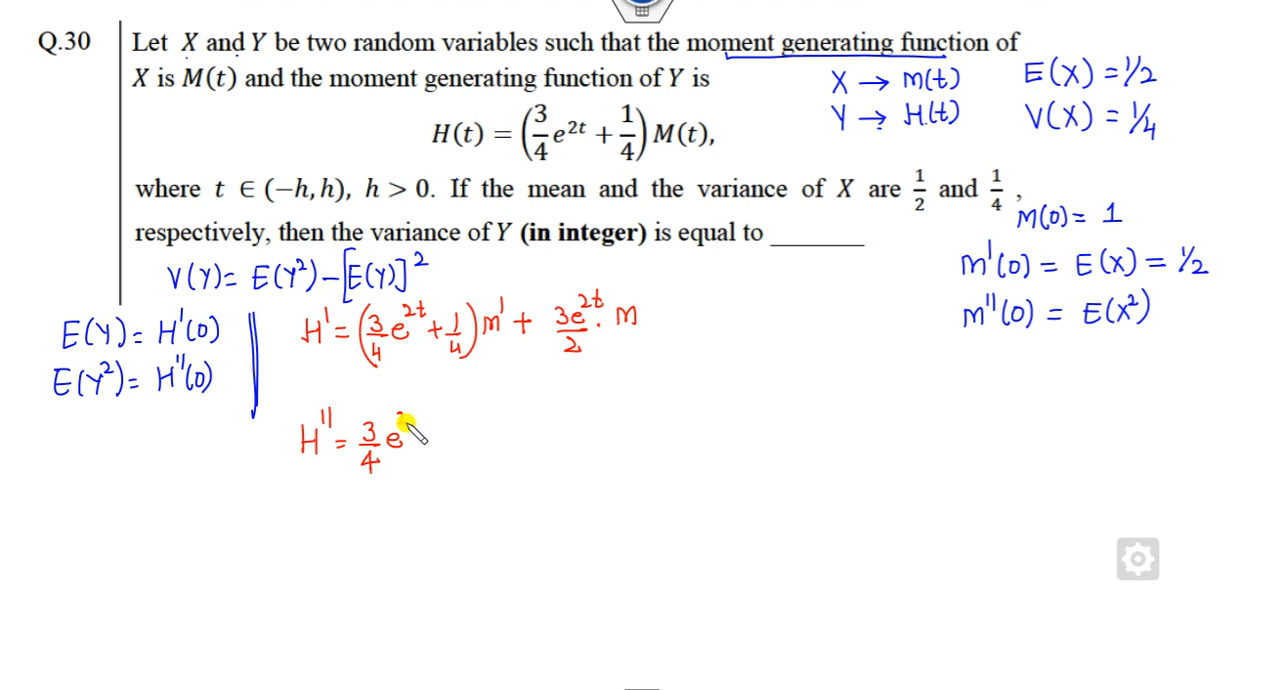 Q.30 Let X and Y be two random variables such that the moment generating function of
X is M(t) and the moment generating function of Y is
X → M(t) E(X) = 1/2
H(t) = (3/4 e^{2t} + 1/4) M(t),
Y → H(t) V(X) = 1/4
where t ∈ (−h, h), h > 0. If the mean and the variance of X are 1/2 and 1/4 ,
M(0) = 1
respectively, then the variance of Y (in integer) is equal to ________
V(Y) = E(Y²) − [E(Y)]²
M'(0) = E(X) = 1/2
M''(0) = E(X²)
E(Y) = H'(0)
E(Y²) = H''(0)
H' = (3/4 e^{2t} + 1/4) M' + 3e^{2t}/2 . M
H'' = 3/4 e